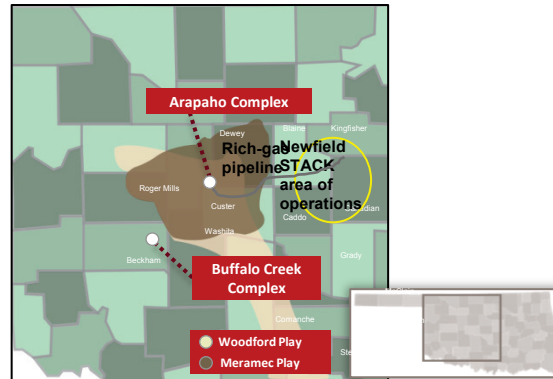 Arapaho Complex
Dewey
Blaine
Kingfisher
Rich-gas
pipeline
Newfield
STACK
area of
operations
Roger Mills
Custer
Caddo
Washita
Beckham
Grady
Buffalo Creek
Complex
Comanche
Woodford Play
Meramec Play